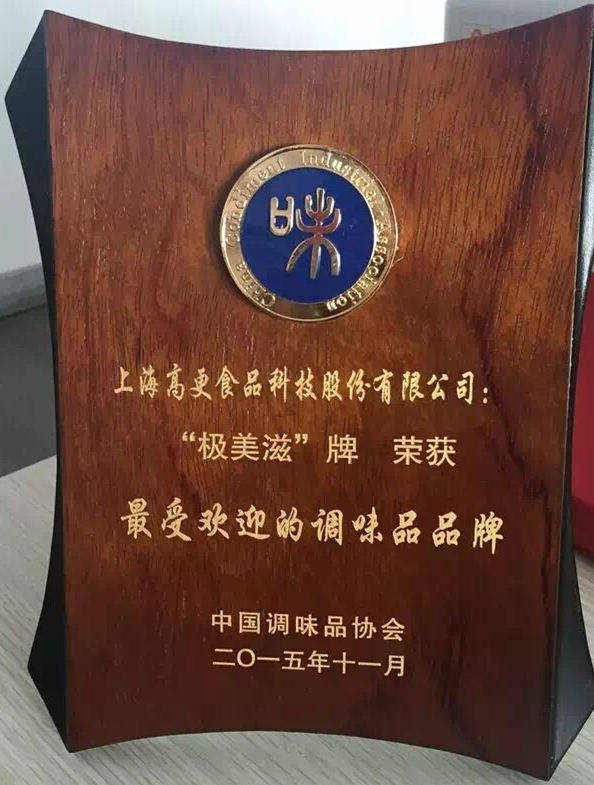 China Condiment Industrial Association
味
上海高更食品科技股份有限公司：
“极美滋”牌 荣获
最受欢迎的调味品品牌
中国调味品协会
二〇一五年十一月